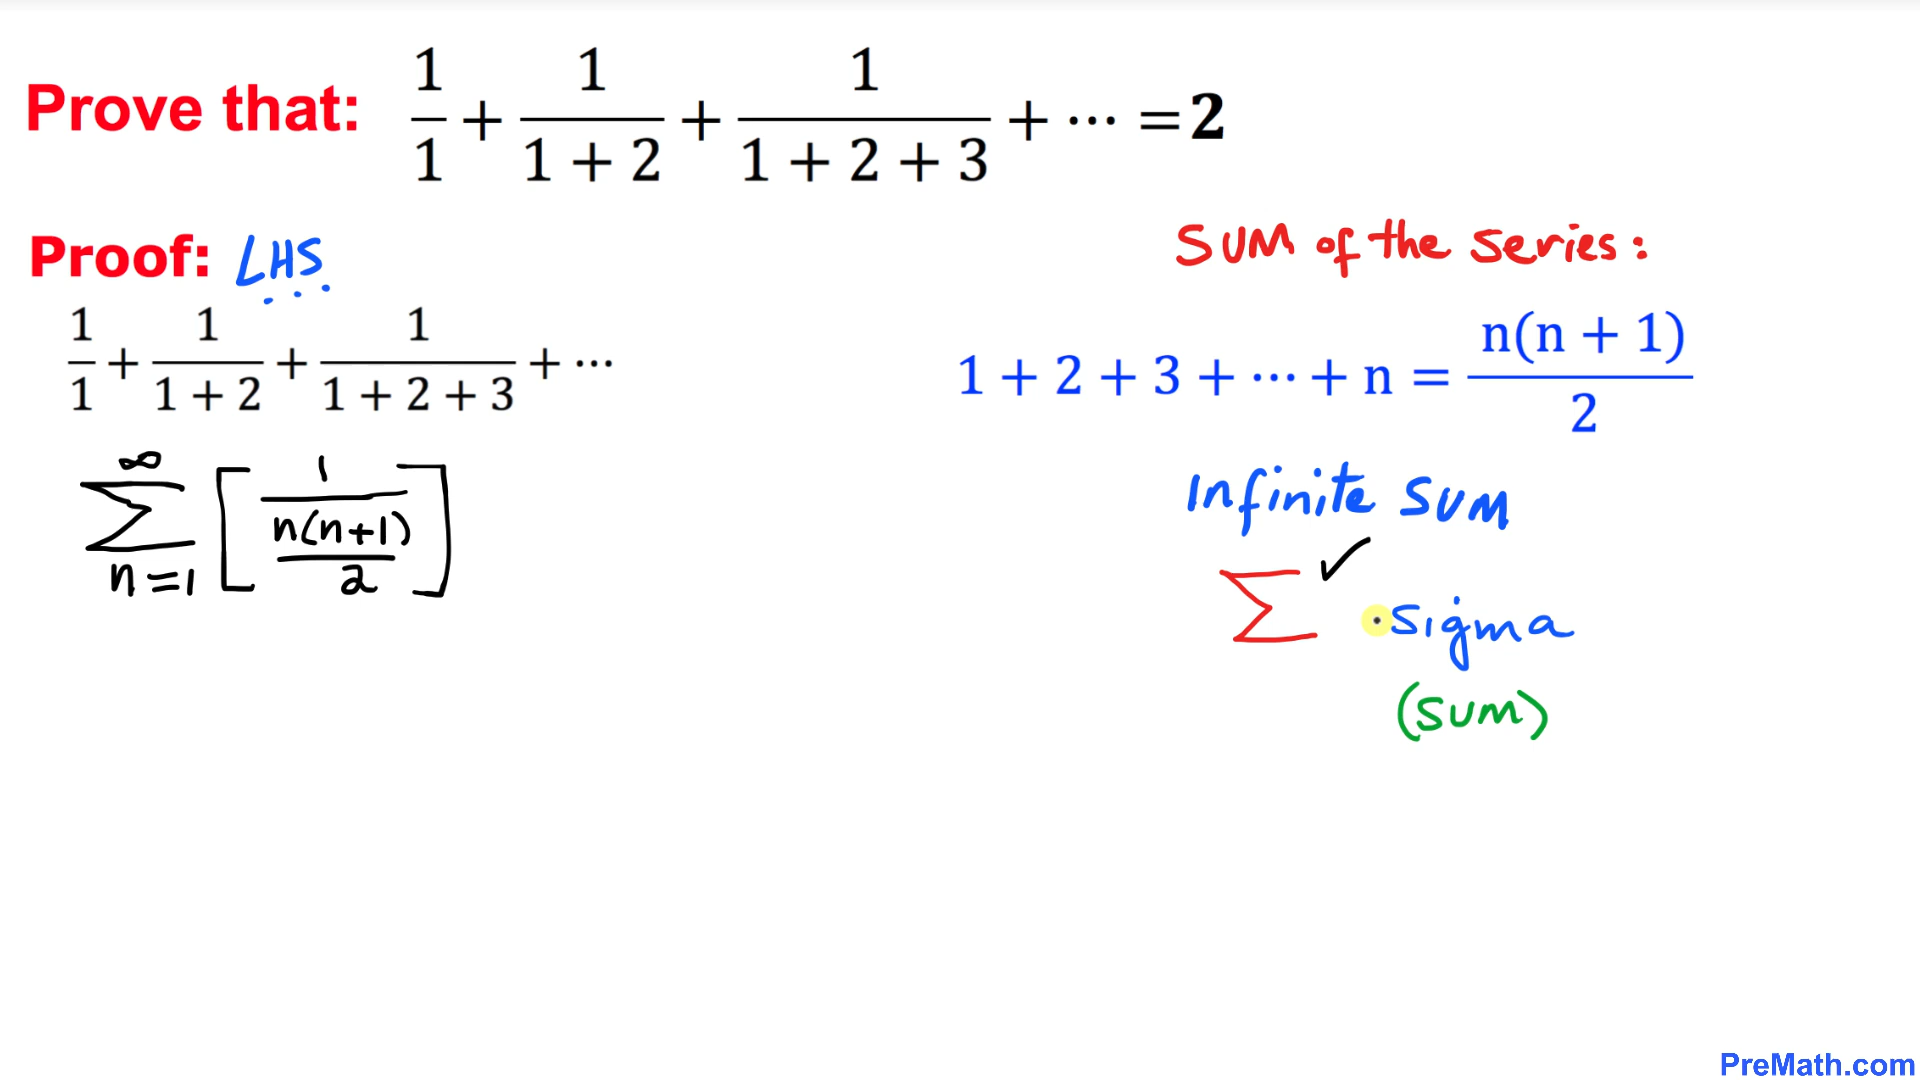 Prove that: 1/1 + 1/(1 + 2) + 1/(1 + 2 + 3) + ⋯ = 2
Proof: LHS
1/1 + 1/(1 + 2) + 1/(1 + 2 + 3) + ⋯
∞ ∑ n=1 [1/(n(n+1)/2)]
SUM of the series:
1 + 2 + 3 + ⋯ + n = n(n + 1)/2
Infinite SUM
∑ ✓ sigma
(SUM)
PreMath.com